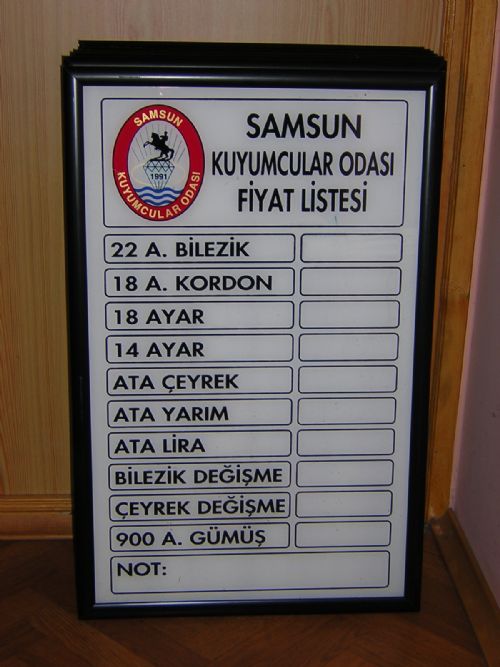 SAMSUN
KUYUMCULAR ODASI
1991
SAMSUN
KUYUMCULAR ODASI
FİYAT LİSTESİ
22 A. BİLEZİK
18 A. KORDON
18 AYAR
14 AYAR
ATA ÇEYREK
ATA YARIM
ATA LİRA
BİLEZİK DEĞİŞME
ÇEYREK DEĞİŞME
900 A. GÜMÜŞ
NOT: